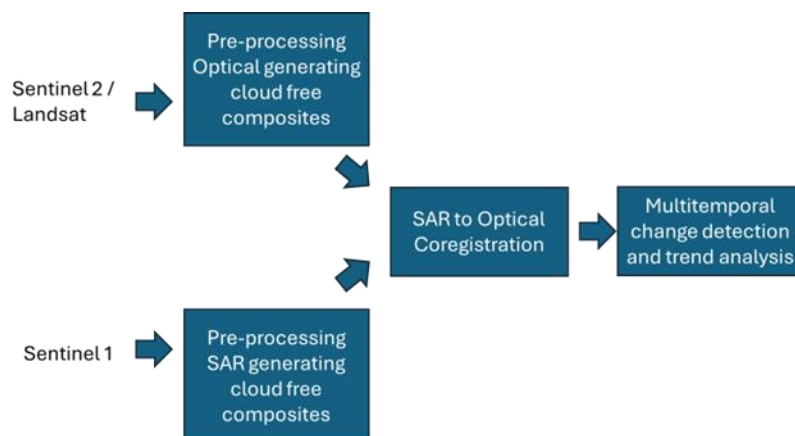 Sentinel 2 /
Landsat
Pre-processing
Optical generating
cloud free
composites
SAR to Optical
Coregistration
Multitemporal
change detection
and trend analysis
Sentinel 1
Pre-processing
SAR generating
cloud free
composites